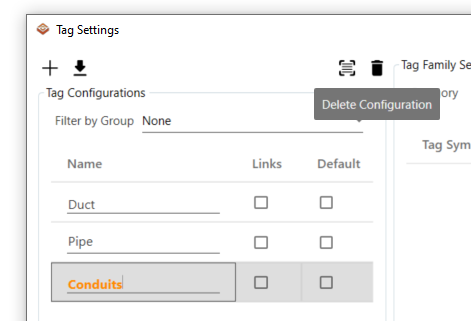 Tag Settings
Tag Configurations
Tag Family Se
ory
Delete Configuration
Filter by Group None
Tag Sym
Name Links Default
Duct
Pipe
Conduits